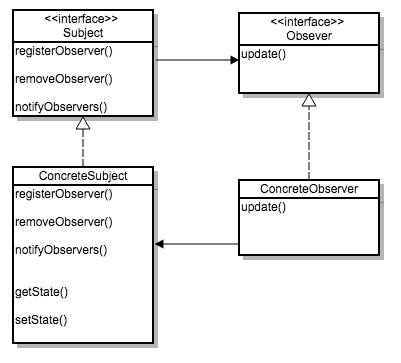 <<interface>>
Subject
registerObserver()
removeObserver()
notifyObservers()
<<interface>>
Obsever
update()
ConcreteSubject
registerObserver()
removeObserver()
notifyObservers()
getState()
setState()
ConcreteObserver
update()